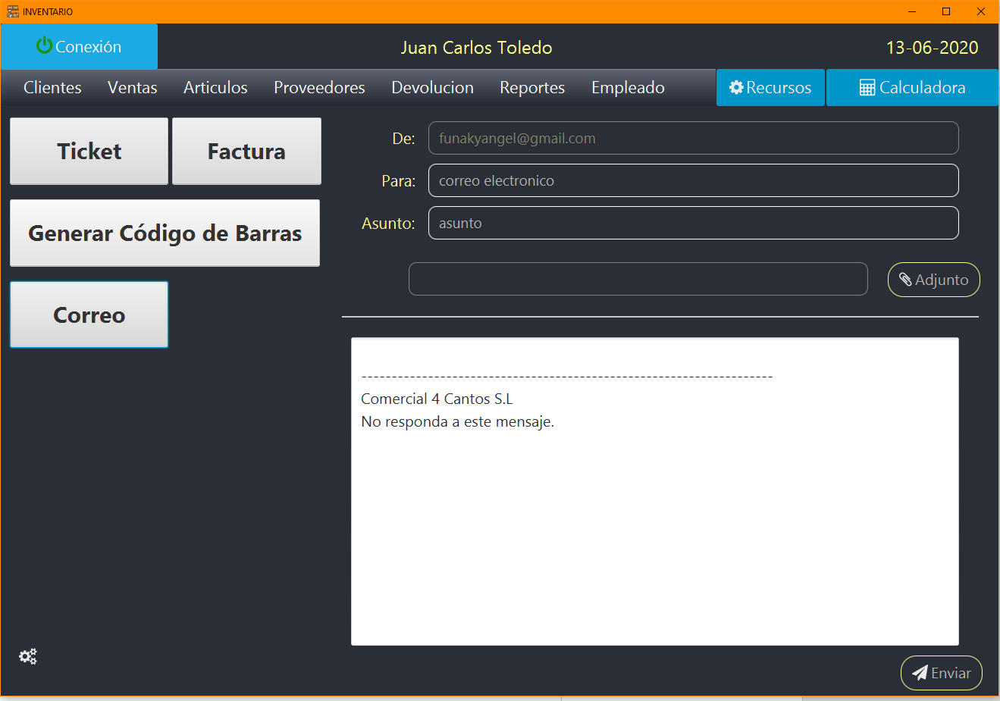 INVENTARIO
Conexión
Juan Carlos Toledo
13-06-2020
Clientes Ventas Articulos Proveedores Devolucion Reportes Empleado Recursos Calculadora
Ticket
Factura
Generar Código de Barras
Correo
De: funakyangel@gmail.com
Para: correo electronico
Asunto: asunto
Adjunto
--------------------------------------------------------------------
Comercial 4 Cantos S.L
No responda a este mensaje.
Enviar